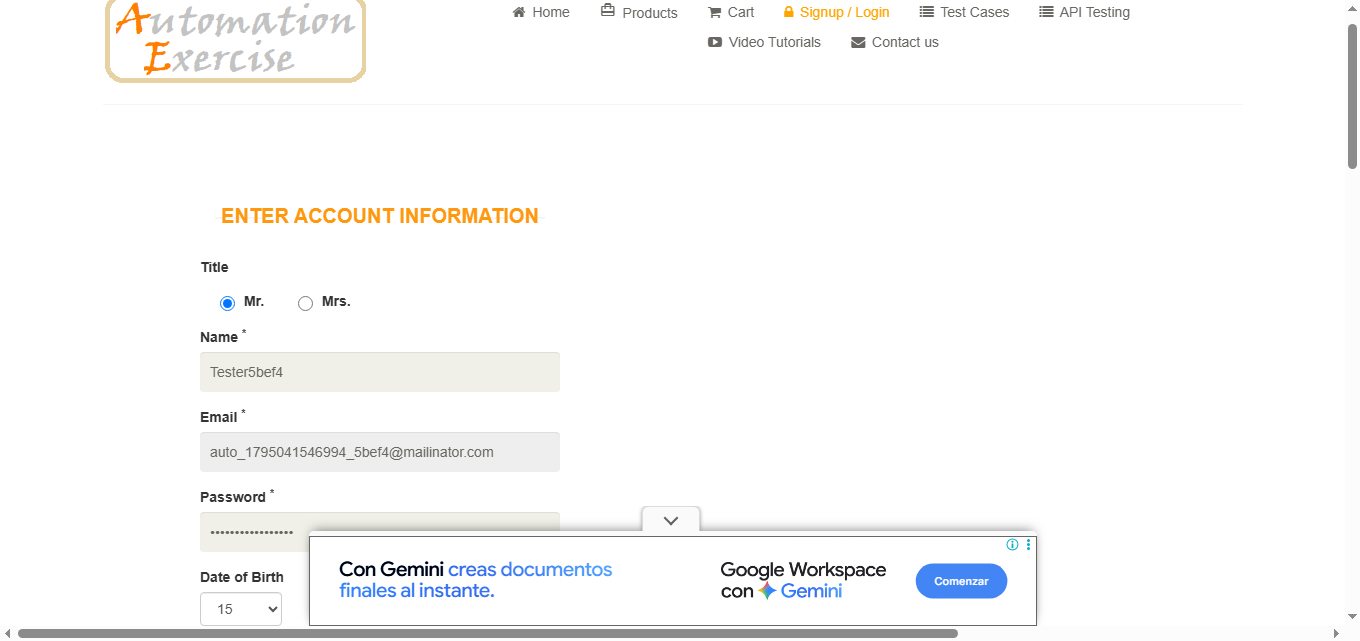 Automation
Exercise
Home Products Cart Signup / Login Test Cases API Testing
Video Tutorials Contact us
ENTER ACCOUNT INFORMATION
Title
Mr. Mrs.
Name *
Tester5bef4
Email *
auto_1795041546994_5bef4@mailinator.com
Password *
•••••••••••••••••
Date of Birth
15
Con Gemini creas documentos
finales al instante.
Google Workspace
con Gemini
Comenzar